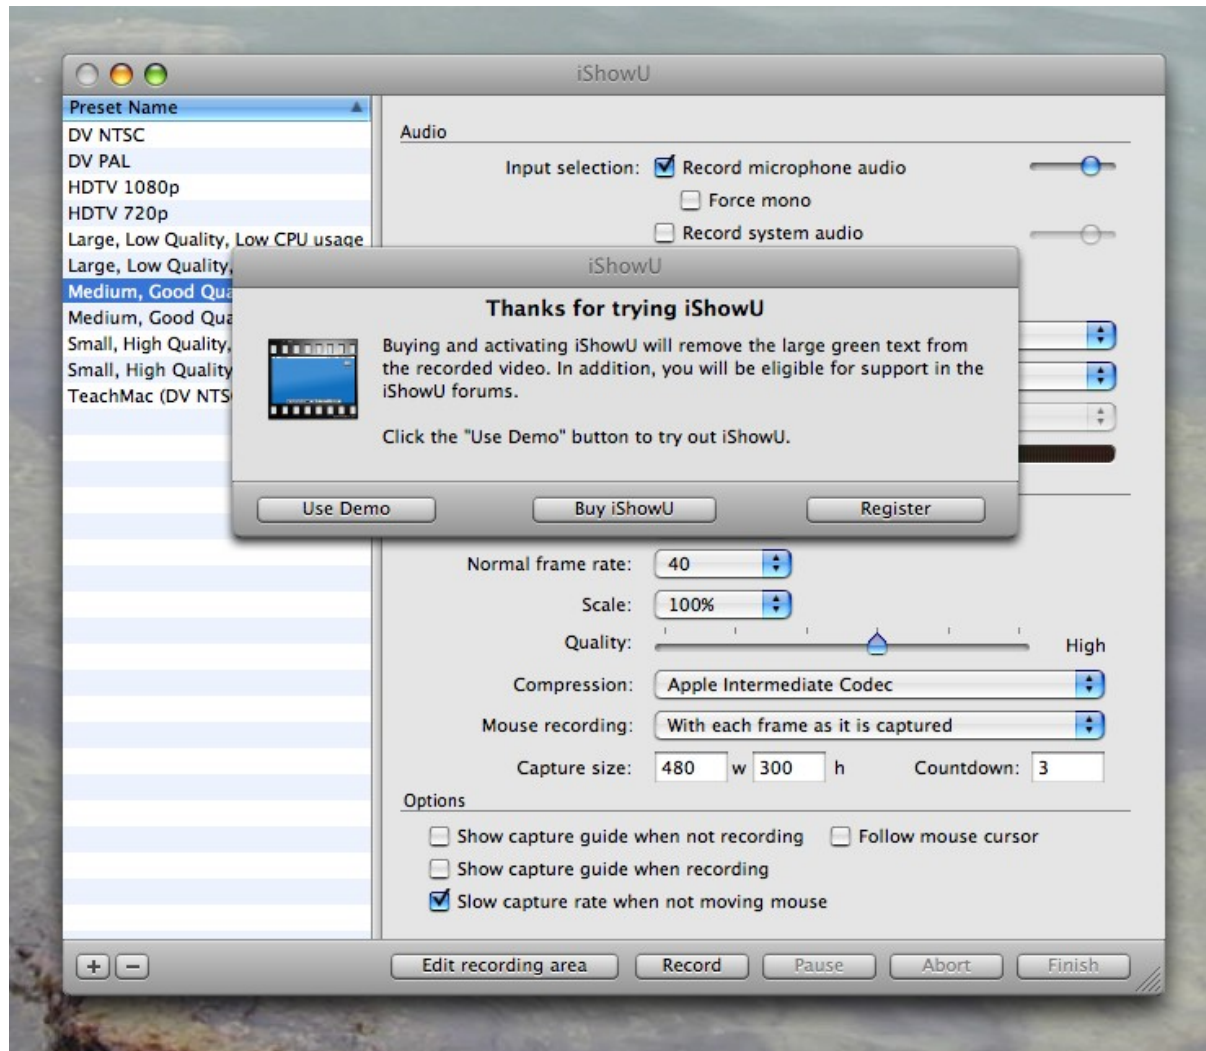 iShowU
Preset Name
DV NTSC
DV PAL
HDTV 1080p
HDTV 720p
Large, Low Quality, Low CPU usage
Large, Low Quality,
Medium, Good Qua
Medium, Good Qua
Small, High Quality,
Small, High Quality
TeachMac (DV NTS
Audio
Input selection: Record microphone audio
Force mono
Record system audio
iShowU
Thanks for trying iShowU
Buying and activating iShowU will remove the large green text from
the recorded video. In addition, you will be eligible for support in the
iShowU forums.
Click the "Use Demo" button to try out iShowU.
Use Demo Buy iShowU Register
Normal frame rate: 40
Scale: 100%
Quality: High
Compression: Apple Intermediate Codec
Mouse recording: With each frame as it is captured
Capture size: 480 w 300 h Countdown: 3
Options
Show capture guide when not recording Follow mouse cursor
Show capture guide when recording
Slow capture rate when not moving mouse
+ − Edit recording area Record Pause Abort Finish